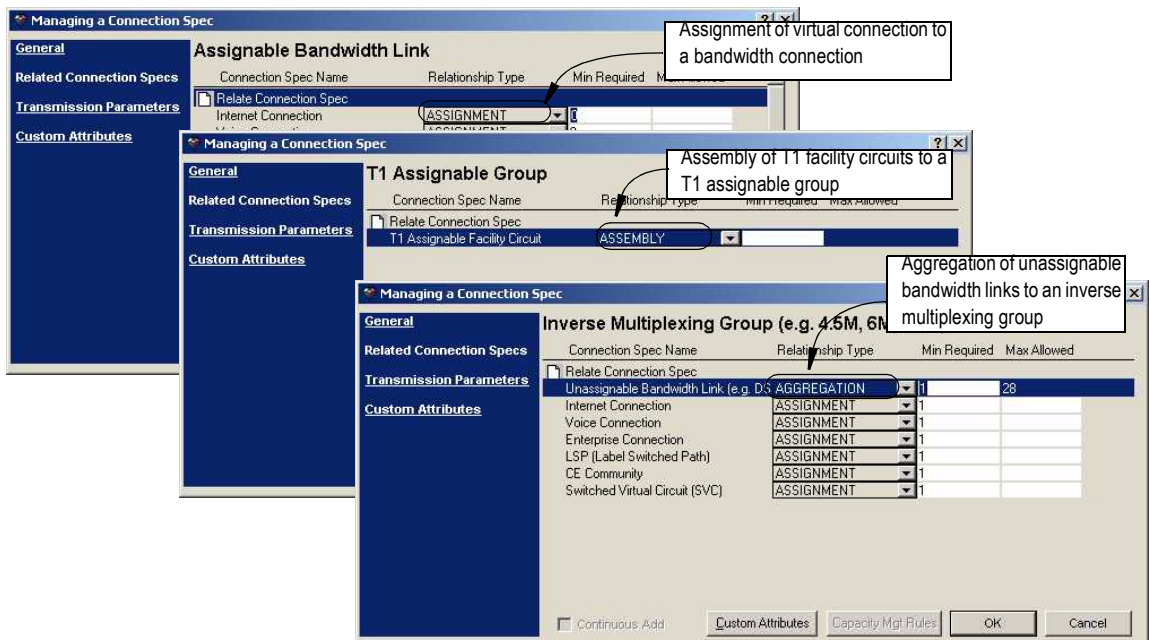 Managing a Connection Spec
Assignment of virtual connection to
a bandwidth connection
General
Related Connection Specs
Transmission Parameters
Custom Attributes
Assignable Bandwidth Link
Connection Spec Name Relationship Type Min Required
Relate Connection Spec
Internet Connection ASSIGNMENT 0
Managing a Connection Spec
Assembly of T1 facility circuits to a
T1 assignable group
General
Related Connection Specs
Transmission Parameters
Custom Attributes
T1 Assignable Group
Connection Spec Name Relationship Type Min Required Max Allowed
Relate Connection Spec
T1 Assignable Facility Circuit ASSEMBLY
Aggregation of unassignable
bandwidth links to an inverse
multiplexing group
Managing a Connection Spec
General
Related Connection Specs
Transmission Parameters
Custom Attributes
Inverse Multiplexing Group (e.g. 4.5M, 6M
Connection Spec Name Relationship Type Min Required Max Allowed
Relate Connection Spec
Unassignable Bandwidth Link (e.g. DS AGGREGATION 1 28
Internet Connection ASSIGNMENT 1
Voice Connection ASSIGNMENT 1
Enterprise Connection ASSIGNMENT 1
LSP (Label Switched Path) ASSIGNMENT 1
CE Community ASSIGNMENT 1
Switched Virtual Circuit (SVC) ASSIGNMENT 1
Continuous Add Custom Attributes Capacity Mgt Rules OK Cancel